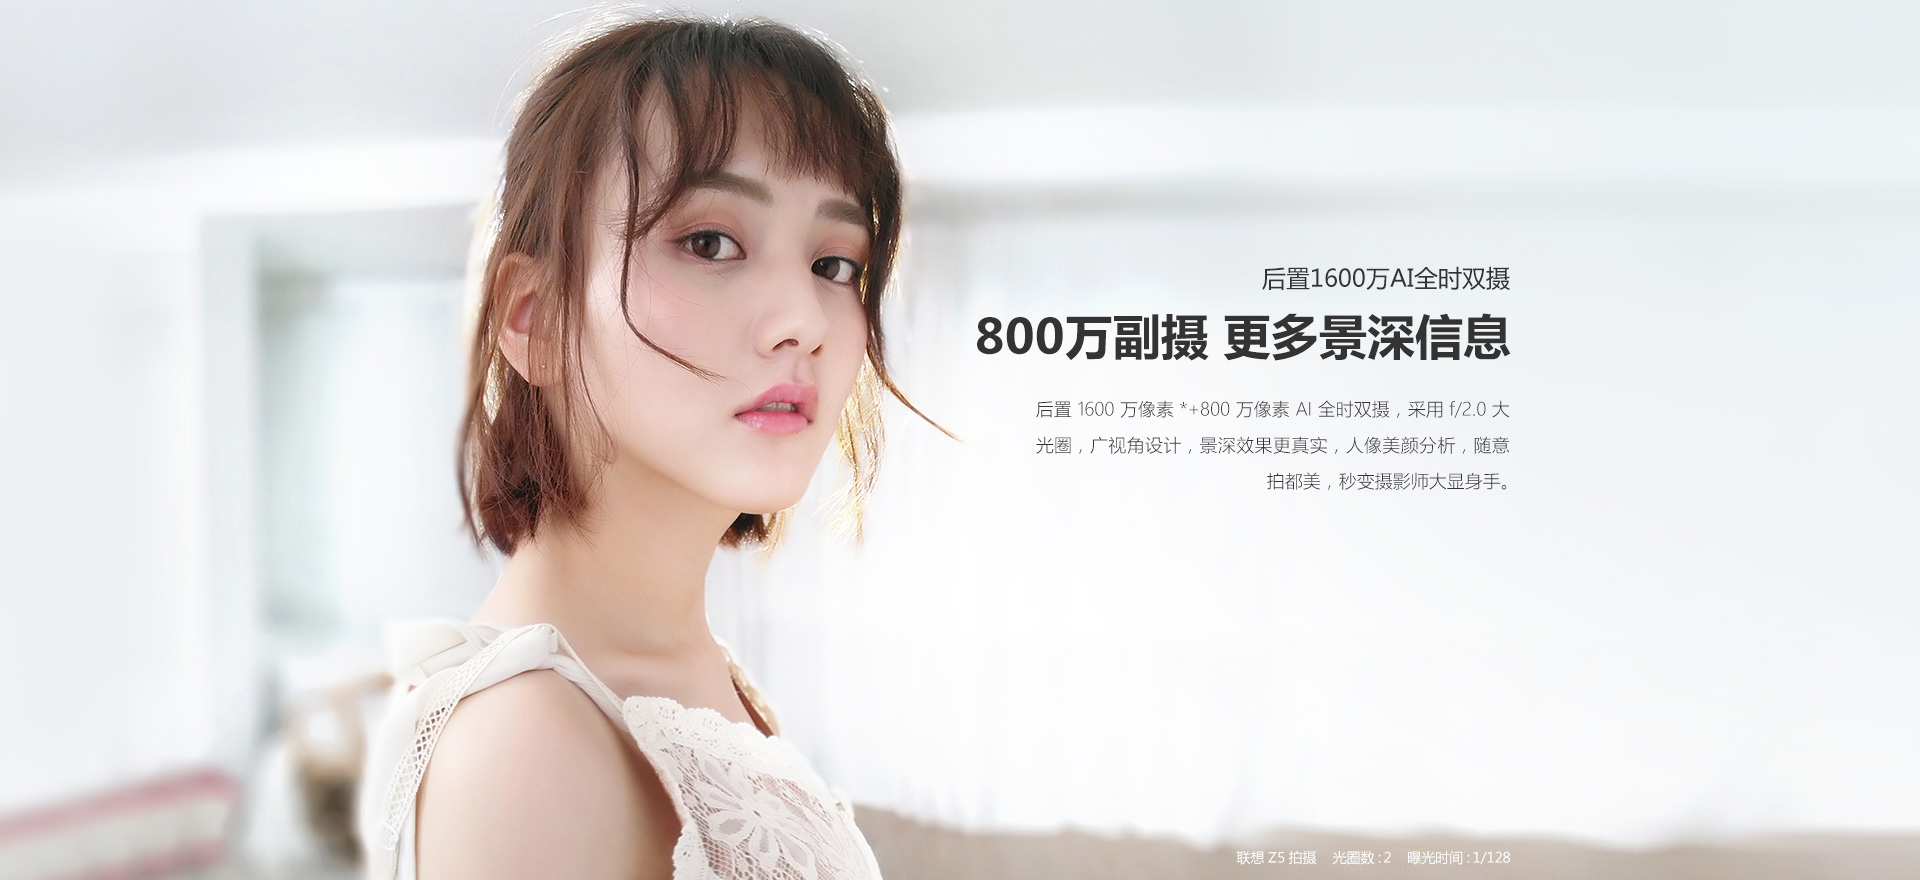 后置1600万AI全时双摄
800万副摄 更多景深信息
后置 1600 万像素 *+800 万像素 AI 全时双摄，采用 f/2.0 大
光圈，广视角设计，景深效果更真实，人像美颜分析，随意
拍都美，秒变摄影师大显身手。
联想 Z5 拍摄 光圈数 : 2 曝光时间 : 1/128